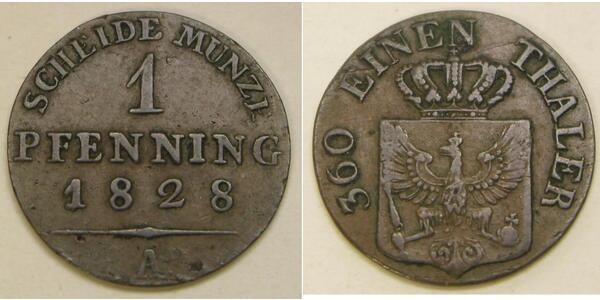 SCHEIDE MÜNZE
1
PFENNING
1828
A
360 EINEN THALER